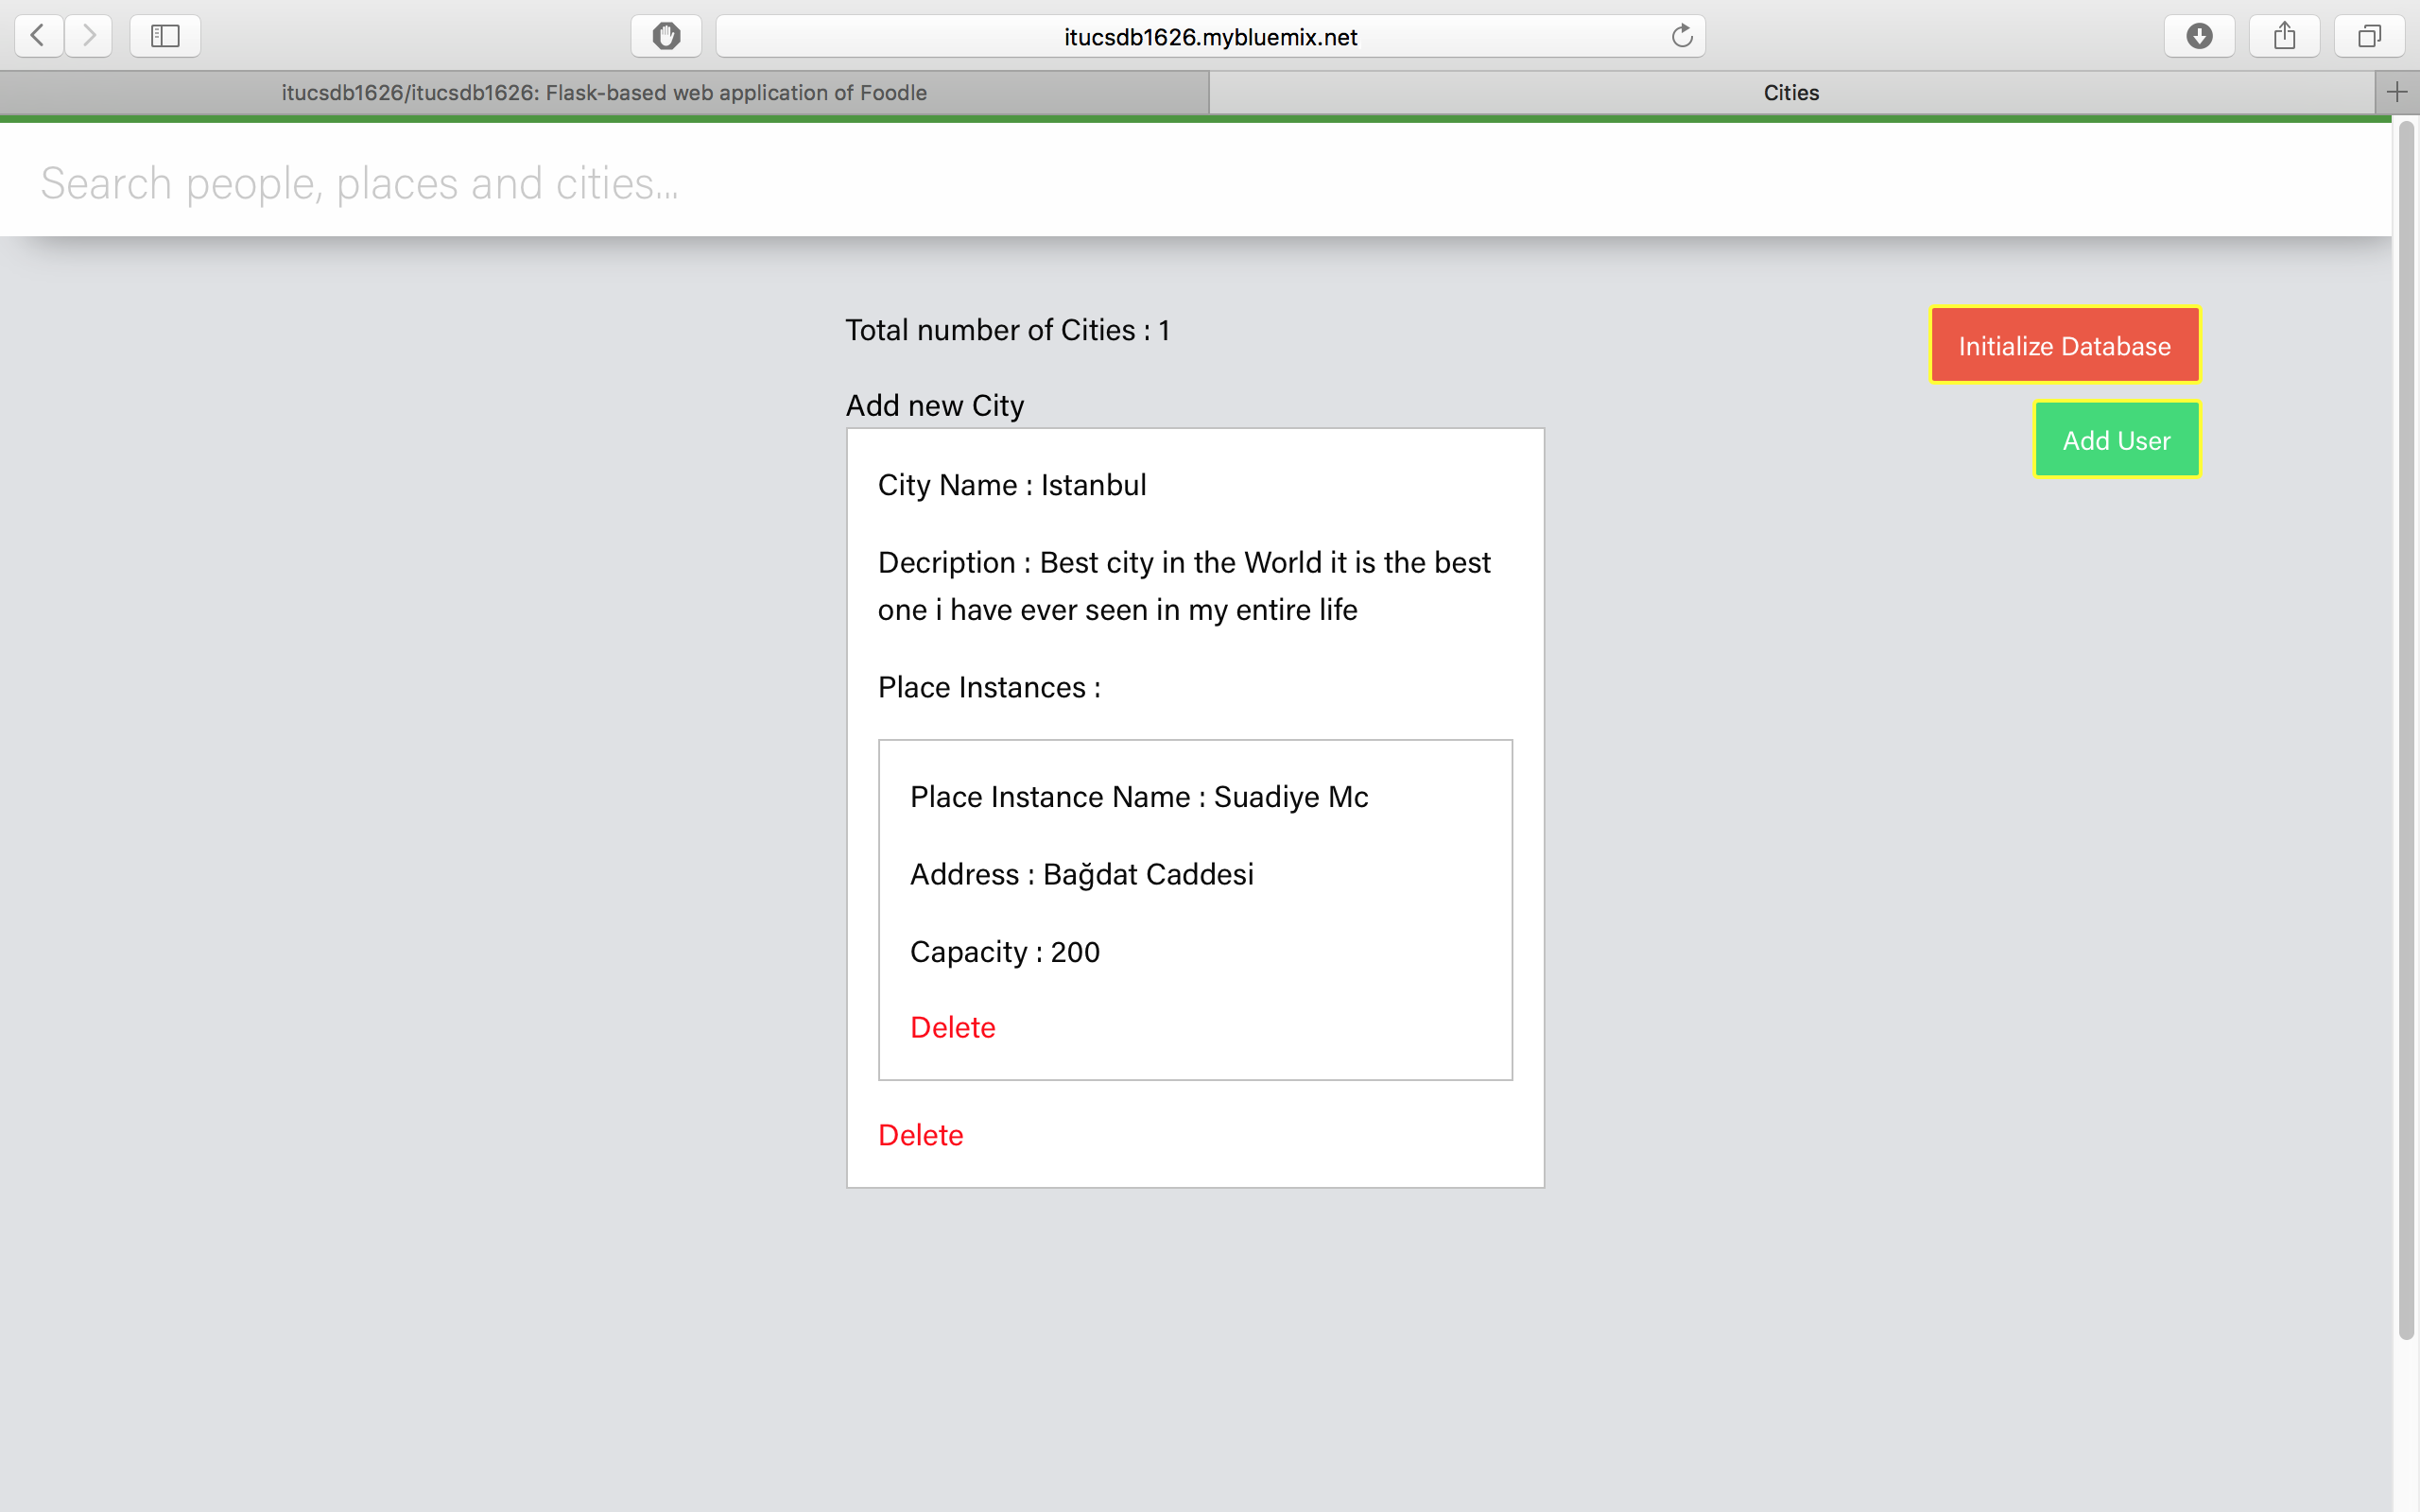 itucsdb1626.mybluemix.net
itucsdb1626/itucsdb1626: Flask-based web application of Foodle
Cities
Search people, places and cities...
Total number of Cities : 1
Initialize Database
Add new City
Add User
City Name : Istanbul
Decription : Best city in the World it is the best
one i have ever seen in my entire life
Place Instances :
Place Instance Name : Suadiye Mc
Address : Bağdat Caddesi
Capacity : 200
Delete
Delete